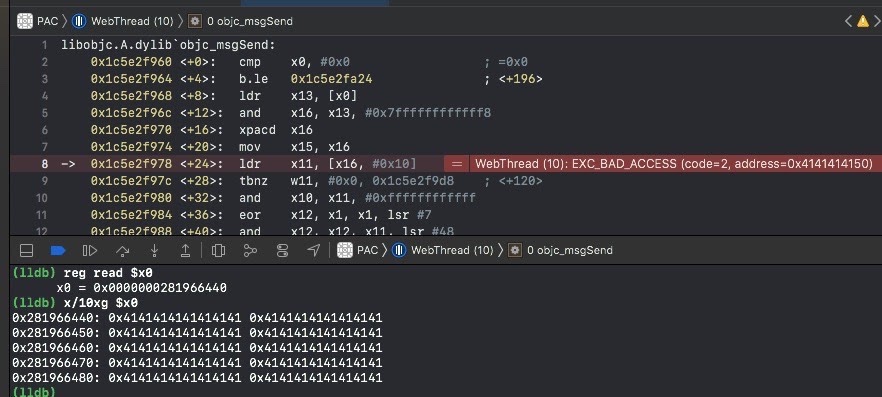 PAC 〉 WebThread (10) 〉 0 objc_msgSend
1 libobjc.A.dylib`objc_msgSend:
2 0x1c5e2f960 <+0>: cmp x0, #0x0 ; =0x0
3 0x1c5e2f964 <+4>: b.le 0x1c5e2fa24 ; <+196>
4 0x1c5e2f968 <+8>: ldr x13, [x0]
5 0x1c5e2f96c <+12>: and x16, x13, #0x7ffffffffffff8
6 0x1c5e2f970 <+16>: xpacd x16
7 0x1c5e2f974 <+20>: mov x15, x16
8 -> 0x1c5e2f978 <+24>: ldr x11, [x16, #0x10] = WebThread (10): EXC_BAD_ACCESS (code=2, address=0x4141414150)
9 0x1c5e2f97c <+28>: tbnz w11, #0x0, 0x1c5e2f9d8 ; <+120>
10 0x1c5e2f980 <+32>: and x10, x11, #0xffffffffffff
11 0x1c5e2f984 <+36>: eor x12, x1, x1, lsr #7
12 0x1c5e2f988 <+40>: and x12, x12, x11, lsr #48
PAC 〉 WebThread (10) 〉 0 objc_msgSend
(lldb) reg read $x0
x0 = 0x0000000281966440
(lldb) x/10xg $x0
0x281966440: 0x4141414141414141 0x4141414141414141
0x281966450: 0x4141414141414141 0x4141414141414141
0x281966460: 0x4141414141414141 0x4141414141414141
0x281966470: 0x4141414141414141 0x4141414141414141
0x281966480: 0x4141414141414141 0x4141414141414141
(lldb)